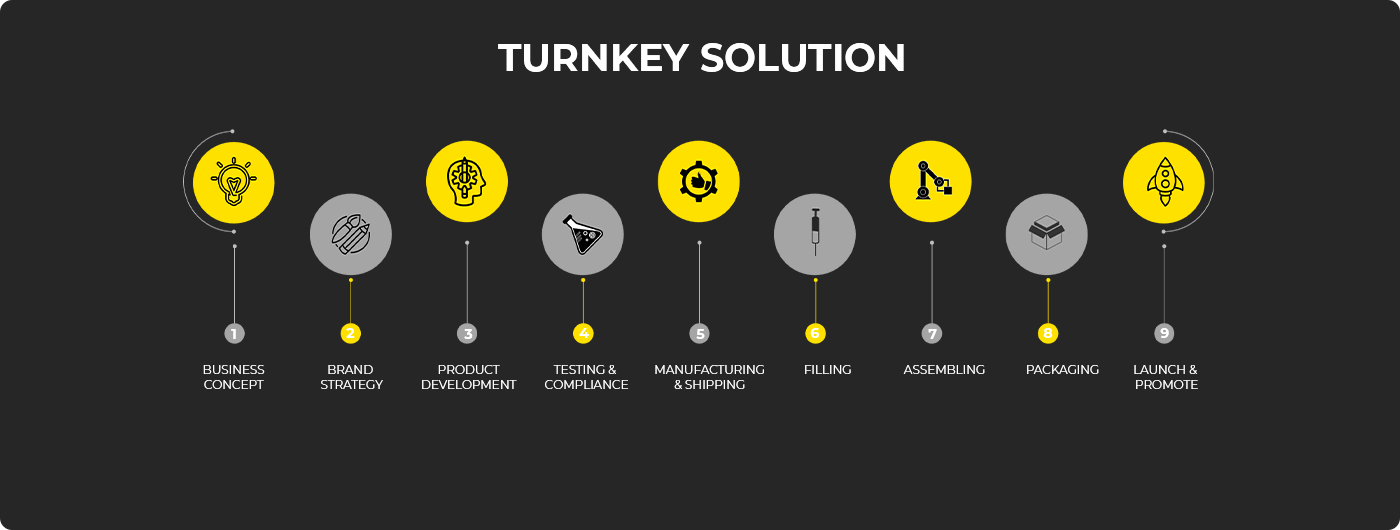 TURNKEY SOLUTION
1
2
3
4
5
6
7
8
9
BUSINESS
CONCEPT
BRAND
STRATEGY
PRODUCT
DEVELOPMENT
TESTING &
COMPLIANCE
MANUFACTURING
& SHIPPING
FILLING
ASSEMBLING
PACKAGING
LAUNCH &
PROMOTE